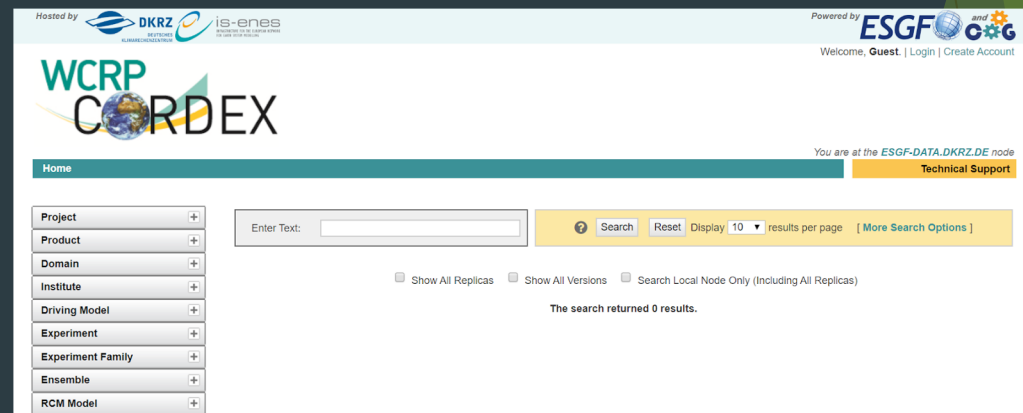 Hosted by
DKRZ
DEUTSCHES
KLIMARECHENZENTRUM
is-enes
Powered by
ESGF
and
COG
Welcome, Guest. | Login | Create Account
WCRP
CORDEX
You are at the ESGF-DATA.DKRZ.DE node
Home
Technical Support
Project
Product
Domain
Institute
Driving Model
Experiment
Experiment Family
Ensemble
RCM Model
Enter Text:
? Search Reset Display 10 results per page [ More Search Options ]
Show All Replicas Show All Versions Search Local Node Only (Including All Replicas)
The search returned 0 results.